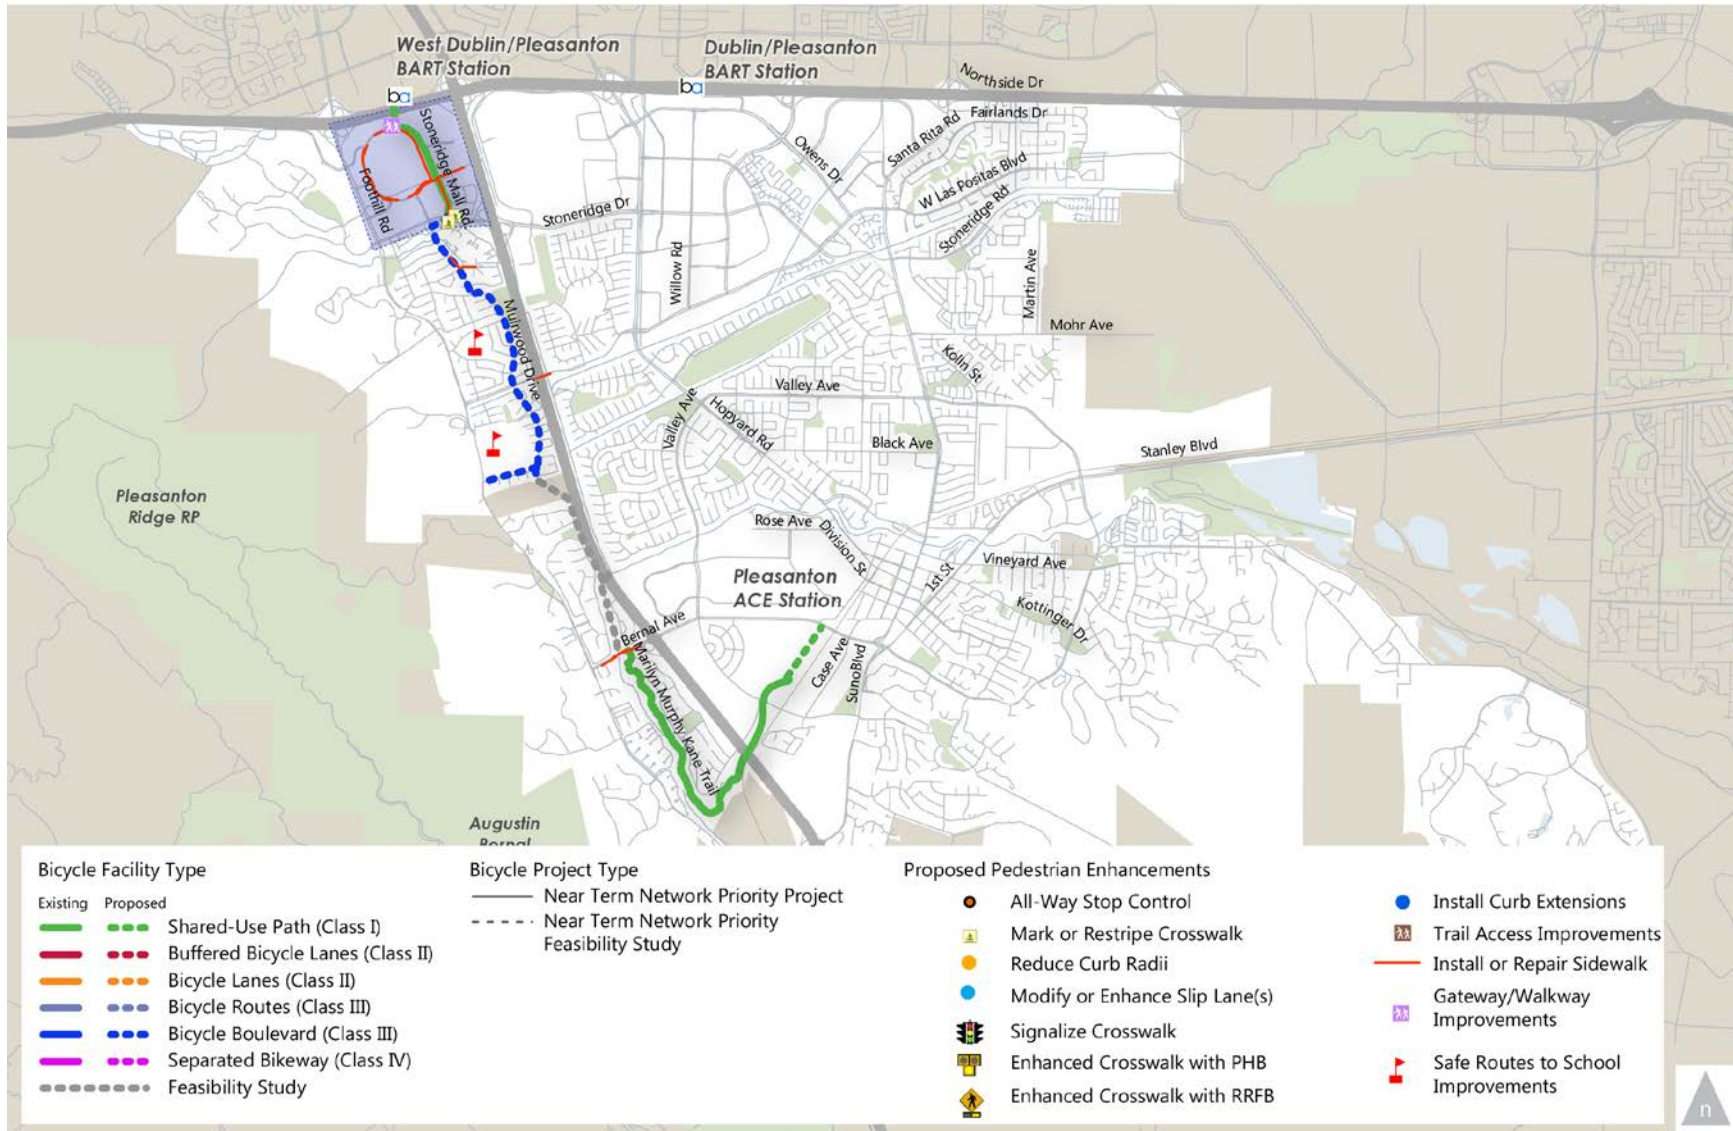 West Dublin/Pleasanton
BART Station
Dublin/Pleasanton
BART Station
ba
ba
Northside Dr
Fairlands Dr
Santa Rita Rd
Owens Dr
W Las Positas Blvd
Stoneridge Rd
Stoneridge Mall Rd
Foothill Rd
Stoneridge Dr
Willow Rd
Martin Ave
Mohr Ave
Muirwood Drive
Kolln St
Valley Ave
Valley Ave
Hopyard Rd
Black Ave
Stanley Blvd
Pleasanton
Ridge RP
Rose Ave
Division St
1st St
Vineyard Ave
Pleasanton
ACE Station
Kottinger Dr
Bernal Ave
Case Ave
SunolBlvd
Marilyn Murphy Kane Trail
Augustin
Bernal
Bicycle Facility Type
Existing Proposed
Shared-Use Path (Class I)
Buffered Bicycle Lanes (Class II)
Bicycle Lanes (Class II)
Bicycle Routes (Class III)
Bicycle Boulevard (Class III)
Separated Bikeway (Class IV)
Feasibility Study
Bicycle Project Type
Near Term Network Priority Project
Near Term Network Priority
Feasibility Study
Proposed Pedestrian Enhancements
All-Way Stop Control
Mark or Restripe Crosswalk
Reduce Curb Radii
Modify or Enhance Slip Lane(s)
Signalize Crosswalk
Enhanced Crosswalk with PHB
Enhanced Crosswalk with RRFB
Install Curb Extensions
Trail Access Improvements
Install or Repair Sidewalk
Gateway/Walkway
Improvements
Safe Routes to School
Improvements
n